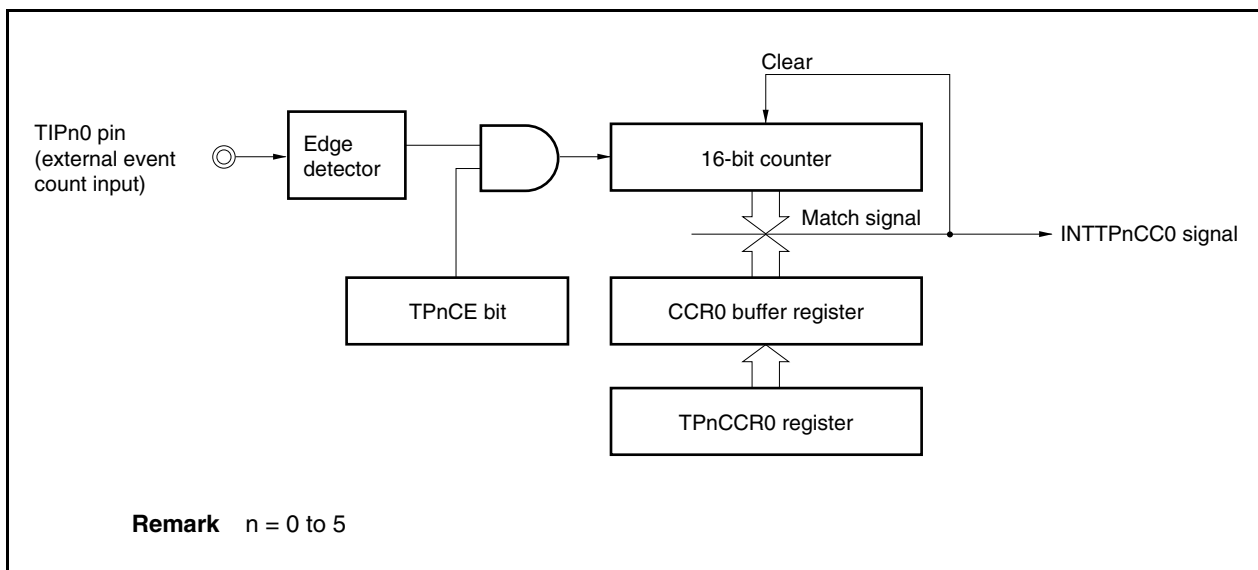 Clear
TIPn0 pin
(external event
count input)
Edge
detector
16-bit counter
Match signal
INTTPnCC0 signal
TPnCE bit
CCR0 buffer register
TPnCCR0 register
Remark n = 0 to 5